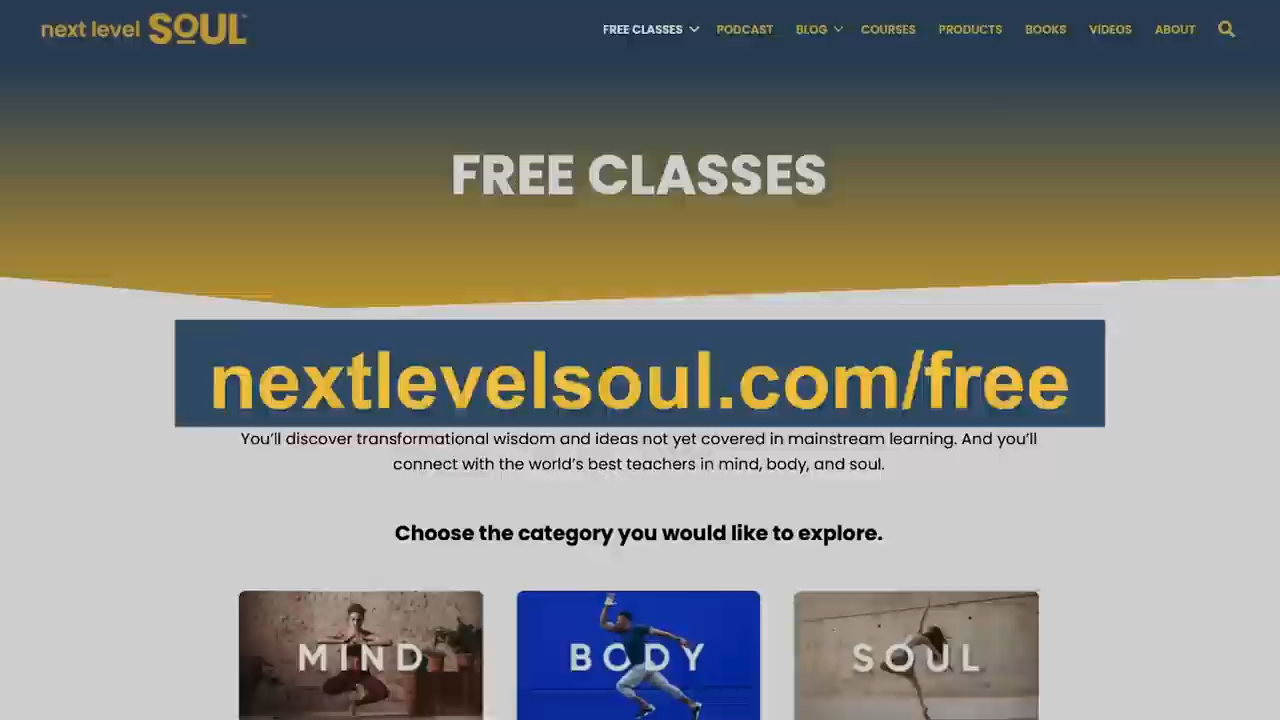 next level SOUL
FREE CLASSES
PODCAST
BLOG
COURSES
PRODUCTS
BOOKS
VIDEOS
ABOUT
FREE CLASSES
nextlevelsoul.com/free
You’ll discover transformational wisdom and ideas not yet covered in mainstream learning. And you’ll
connect with the world’s best teachers in mind, body, and soul.
Choose the category you would like to explore.
MIND
BODY
SOUL